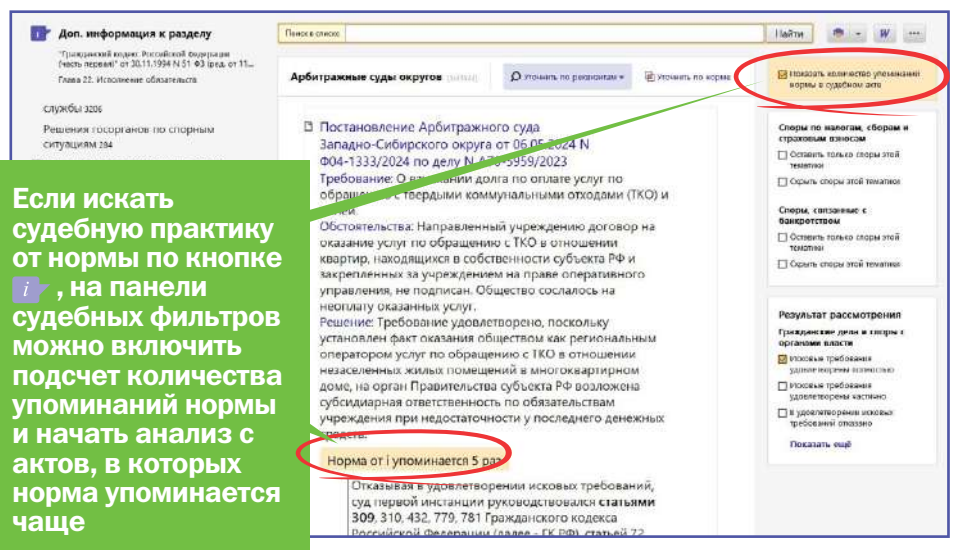 Доп. информация к разделу
"Гражданский кодекс Российской Федерации
(часть первая)" от 30.11.1994 N 51-ФЗ (ред. от 11...
Глава 22. Исполнение обязательств
службы 3206
Решения госорганов по спорным
ситуациям 284
Если искать
судебную практику
от нормы по кнопке
i , на панели
судебных фильтров
можно включить
подсчет количества
упоминаний нормы
и начать анализ с
актов, в которых
норма упоминается
чаще
Поиск в списке
Найти
W
Арбитражные суды округов
Уточнить по реквизитам
Уточнить по норме
Постановление Арбитражного суда
Западно-Сибирского округа от 06.05.2024 N
Ф04-1333/2024 по делу N А70-5959/2023
Требование: О взыскании долга по оплате услуг по
обращению с твердыми коммунальными отходами (ТКО) и
Обстоятельства: Направленный учреждению договор на
оказание услуг по обращению с ТКО в отношении
квартир, находящихся в собственности субъекта РФ и
закрепленных за учреждением на праве оперативного
управления, не подписан. Общество сослалось на
неоплату оказанных услуг.
Решение: Требование удовлетворено, поскольку
установлен факт оказания обществом как региональным
оператором услуг по обращению с ТКО в отношении
незаселенных жилых помещений в многоквартирном
доме, на орган Правительства субъекта РФ возложена
субсидиарная ответственность по обязательствам
учреждения при недостаточности у последнего денежных
средств.
Норма от i упоминается 5 раз
Отказывая в удовлетворении исковых требований,
суд первой инстанции руководствовался статьями
309, 310, 432, 779, 781 Гражданского кодекса
Российской Федерации (далее - ГК РФ), статьей 72
Показать количество упоминаний
нормы в судебном акте
Споры по налогам, сборам и
страховым взносам
Оставить только споры этой
тематики
Скрыть споры этой тематики
Споры, связанные с
банкротством
Оставить только споры этой
тематики
Скрыть споры этой тематики
Результат рассмотрения
Гражданские дела и споры с
органами власти
Исковые требования
удовлетворены полностью
Исковые требования
удовлетворены частично
В удовлетворении исковых
требований отказано
Показать ещё